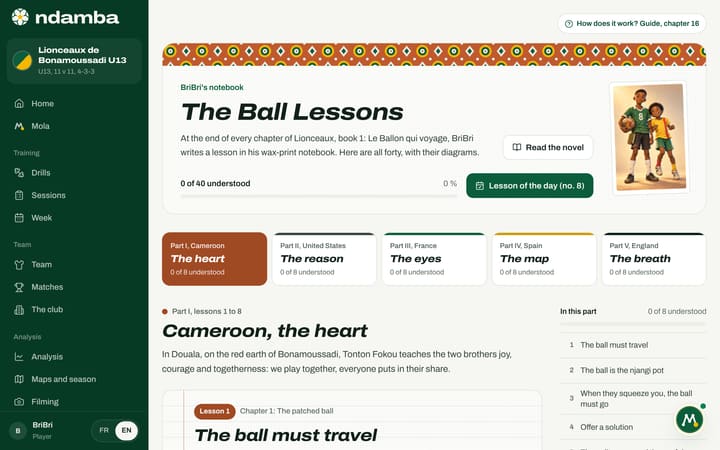 ndamba
Lionceaux de
Bonamoussadi U13
U13, 11 v 11, 4-3-3
Home
Mola
Training
Drills
Sessions
Week
Team
Team
Matches
The club
Analysis
Analysis
Maps and season
Filming
B
BriBri
Player
FR
EN
How does it work? Guide, chapter 16
BriBri's notebook
The Ball Lessons
At the end of every chapter of Lionceaux, book 1: Le Ballon qui voyage, BriBri
writes a lesson in his wax-print notebook. Here are all forty, with their diagrams.
Read the novel
0 of 40 understood
0 %
Lesson of the day (no. 8)
8
Part I, Cameroon
The heart
0 of 8 understood
Part II, United States
The reason
0 of 8 understood
Part III, France
The eyes
0 of 8 understood
Part IV, Spain
The map
0 of 8 understood
Part V, England
The breath
0 of 8 understood
Part I, lessons 1 to 8
Cameroon, the heart
In Douala, on the red earth of Bonamoussadi, Tonton Fokou teaches the two brothers joy,
courage and togetherness: we play together, everyone puts in their share.
Lesson 1
Chapter 1: The patched ball
The ball must travel
In this part
0 of 8 understood
1 The ball must travel
2 The ball is the njangi pot
3 When they squeeze you, the ball
must go
4 Offer a solution